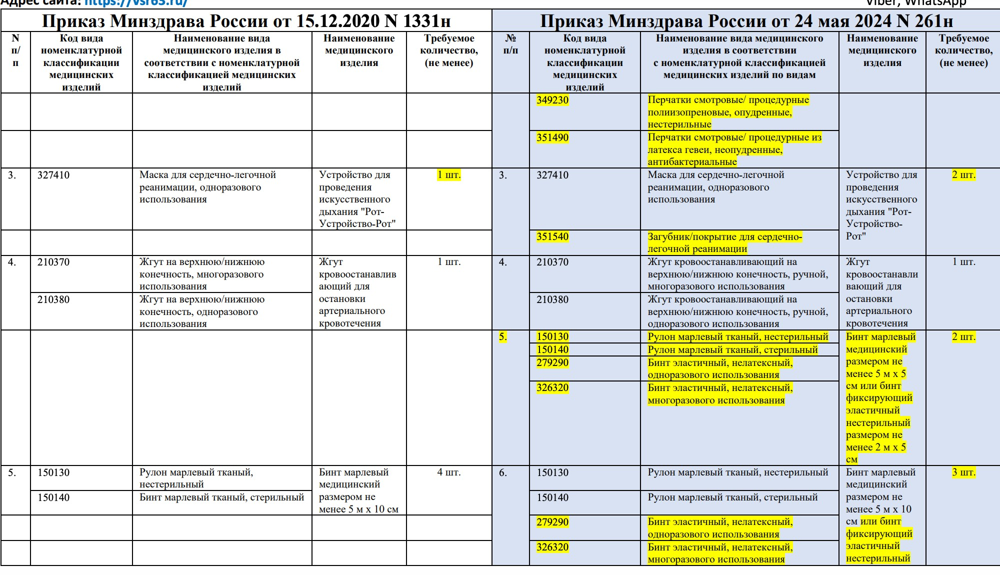 Адрес сайта: https://vsr63.ru/
Viber, WhatsApp
Приказ Минздрава России от 15.12.2020 N 1331н
Приказ Минздрава России от 24 мая 2024 N 261н
N
п/
п
Код вида
номенклатурной
классификации
медицинских
изделий
Наименование вида
медицинского изделия в
соответствии с номенклатурной
классификацией медицинских
изделий
Наименование
медицинского
изделия
Требуемое
количество,
(не менее)
№
п/п
Код вида
номенклатурной
классификации
медицинских
изделий
Наименование вида медицинского
изделия в соответствии
с номенклатурной классификацией
медицинских изделий по видам
Наименование
медицинского
изделия
Требуемое
количество,
(не менее)
349230
Перчатки смотровые/ процедурные
полиизопреновые, опудренные,
нестерильные
351490
Перчатки смотровые/ процедурные из
латекса гевеи, неопудренные,
антибактериальные
3.
327410
Маска для сердечно-легочной
реанимации, одноразового
использования
Устройство для
проведения
искусственного
дыхания "Рот-
Устройство-Рот"
1 шт.
3.
327410
Маска для сердечно-легочной
реанимации, одноразового
использования
Устройство для
проведения
искусственного
дыхания "Рот-
Устройство-
Рот"
2 шт.
351540
Загубник/покрытие для сердечно-
легочной реанимации
4.
210370
Жгут на верхнюю/нижнюю
конечность, многоразового
использования
Жгут
кровоостанавлив
ающий для
остановки
артериального
кровотечения
1 шт.
210380
Жгут на верхнюю/нижнюю
конечность, одноразового
использования
4.
210370
Жгут кровоостанавливающий на
верхнюю/нижнюю конечность, ручной,
многоразового использования
Жгут
кровоостанавли
вающий для
остановки
артериального
кровотечения
1 шт.
210380
Жгут кровоостанавливающий на
верхнюю/нижнюю конечность, ручной,
одноразового использования
5.
150130
Рулон марлевый тканый, нестерильный
150140
Рулон марлевый тканый, стерильный
279290
Бинт эластичный, нелатексный,
одноразового использования
326320
Бинт эластичный, нелатексный,
многоразового использования
Бинт марлевый
медицинский
размером не
менее 5 м x 5
см или бинт
фиксирующий
эластичный
нестерильный
размером не
менее 2 м x 5
см
2 шт.
5.
150130
Рулон марлевый тканый,
нестерильный
150140
Бинт марлевый тканый, стерильный
Бинт марлевый
медицинский
размером не
менее 5 м x 10 см
4 шт.
6.
150130
Рулон марлевый тканый, нестерильный
150140
Рулон марлевый тканый, стерильный
279290
Бинт эластичный, нелатексный,
одноразового использования
326320
Бинт эластичный, нелатексный,
многоразового использования
Бинт марлевый
медицинский
размером не
менее 5 м x 10
см или бинт
фиксирующий
эластичный
нестерильный
3 шт.